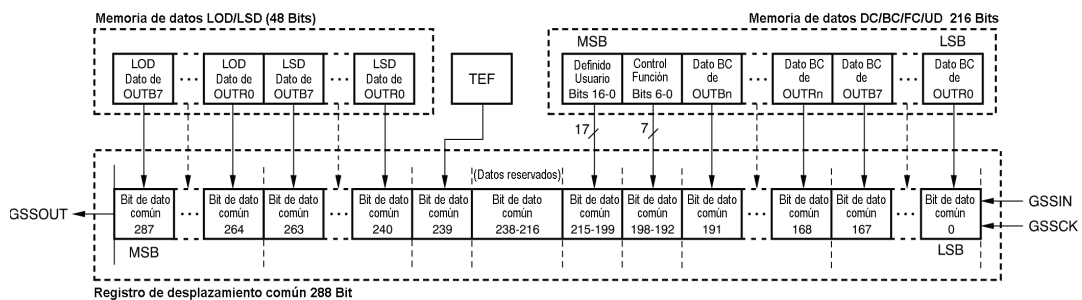 Memoria de datos LOD/LSD (48 Bits)
Memoria de datos DC/BC/FC/UD 216 Bits
MSB
LSB
LOD
Dato de
OUTB7
...
LOD
Dato de
OUTR0
LSD
Dato de
OUTB7
...
LSD
Dato de
OUTR0
TEF
Definido
Usuario
Bits 16-0
Control
Función
Bits 6-0
Dato BC
de
OUTBn
...
Dato BC
de
OUTRn
Dato BC
de
OUTB7
...
Dato BC
de
OUTR0
17
7
(Datos reservados)
GSSOUT
Bit de dato
común
287
...
Bit de dato
común
264
Bit de dato
común
263
...
Bit de dato
común
240
Bit de dato
común
239
Bit de dato
común
238-216
Bit de dato
común
215-199
Bit de dato
común
198-192
Bit de dato
común
191
...
Bit de dato
común
168
Bit de dato
común
167
...
Bit de dato
común
0
GSSIN
GSSCK
MSB
LSB
Registro de desplazamiento común 288 Bit